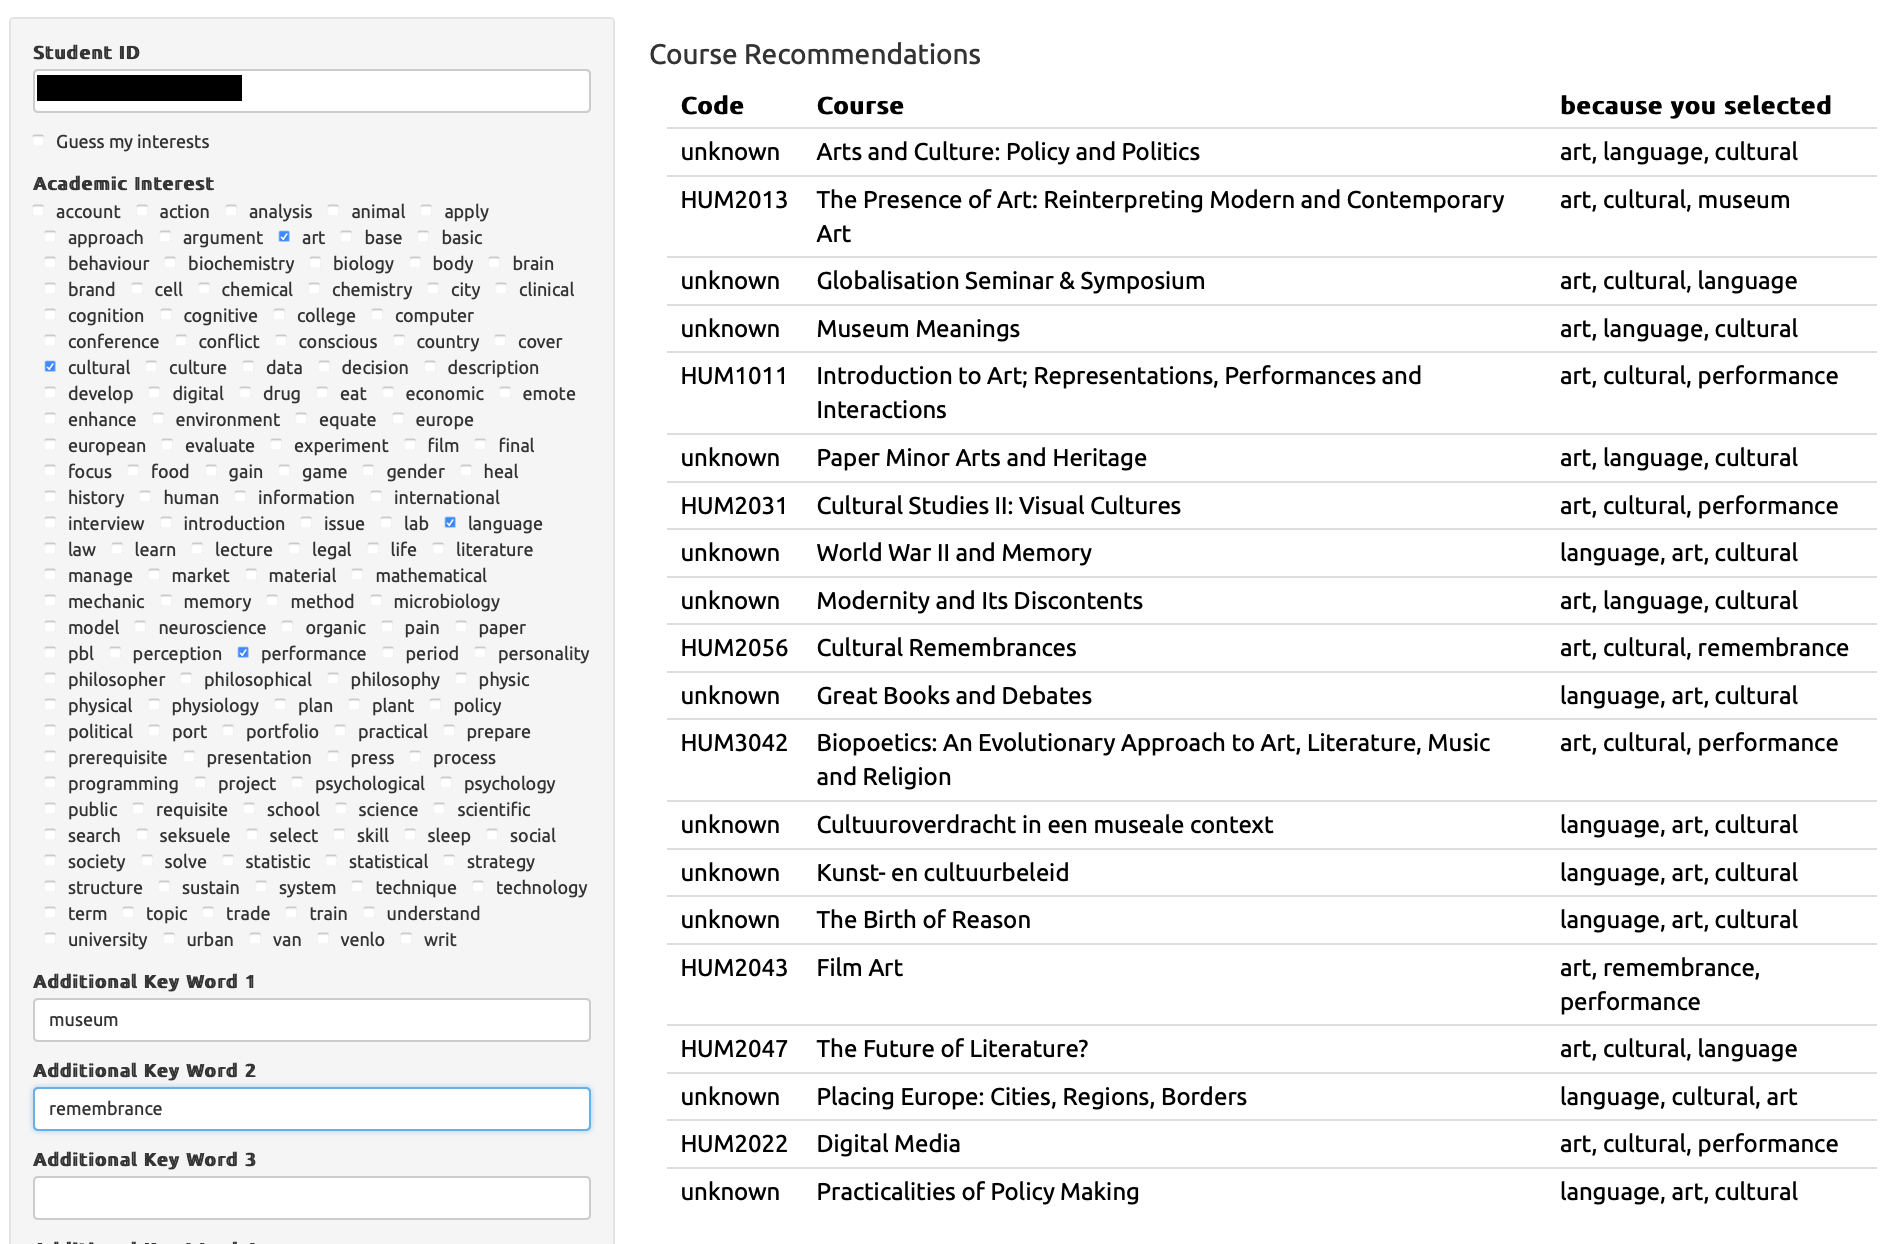 Student ID
Guess my interests
Academic Interest
account action analysis animal apply
approach argument art base basic
behaviour biochemistry biology body brain
brand cell chemical chemistry city clinical
cognition cognitive college computer
conference conflict conscious country cover
cultural culture data decision description
develop digital drug eat economic emote
enhance environment equate europe
european evaluate experiment film final
focus food gain game gender heal
history human information international
interview introduction issue lab language
law learn lecture legal life literature
manage market material mathematical
mechanic memory method microbiology
model neuroscience organic pain paper
pbl perception performance period personality
philosopher philosophical philosophy physic
physical physiology plan plant policy
political port portfolio practical prepare
prerequisite presentation press process
programming project psychological psychology
public requisite school science scientific
search seksuele select skill sleep social
society solve statistic statistical strategy
structure sustain system technique technology
term topic trade train understand
university urban van venlo writ
Additional Key Word 1
museum
Additional Key Word 2
remembrance
Additional Key Word 3
Course Recommendations
Code Course because you selected
unknown Arts and Culture: Policy and Politics art, language, cultural
HUM2013 The Presence of Art: Reinterpreting Modern and Contemporary art, cultural, museum
Art
unknown Globalisation Seminar & Symposium art, cultural, language
unknown Museum Meanings art, language, cultural
HUM1011 Introduction to Art; Representations, Performances and art, cultural, performance
Interactions
unknown Paper Minor Arts and Heritage art, language, cultural
HUM2031 Cultural Studies II: Visual Cultures art, cultural, performance
unknown World War II and Memory language, art, cultural
unknown Modernity and Its Discontents art, language, cultural
HUM2056 Cultural Remembrances art, cultural, remembrance
unknown Great Books and Debates language, art, cultural
HUM3042 Biopoetics: An Evolutionary Approach to Art, Literature, Music art, cultural, performance
and Religion
unknown Cultuuroverdracht in een museale context language, art, cultural
unknown Kunst- en cultuurbeleid language, art, cultural
unknown The Birth of Reason language, art, cultural
HUM2043 Film Art art, remembrance,
performance
HUM2047 The Future of Literature? art, cultural, language
unknown Placing Europe: Cities, Regions, Borders language, cultural, art
HUM2022 Digital Media art, cultural, performance
unknown Practicalities of Policy Making language, art, cultural